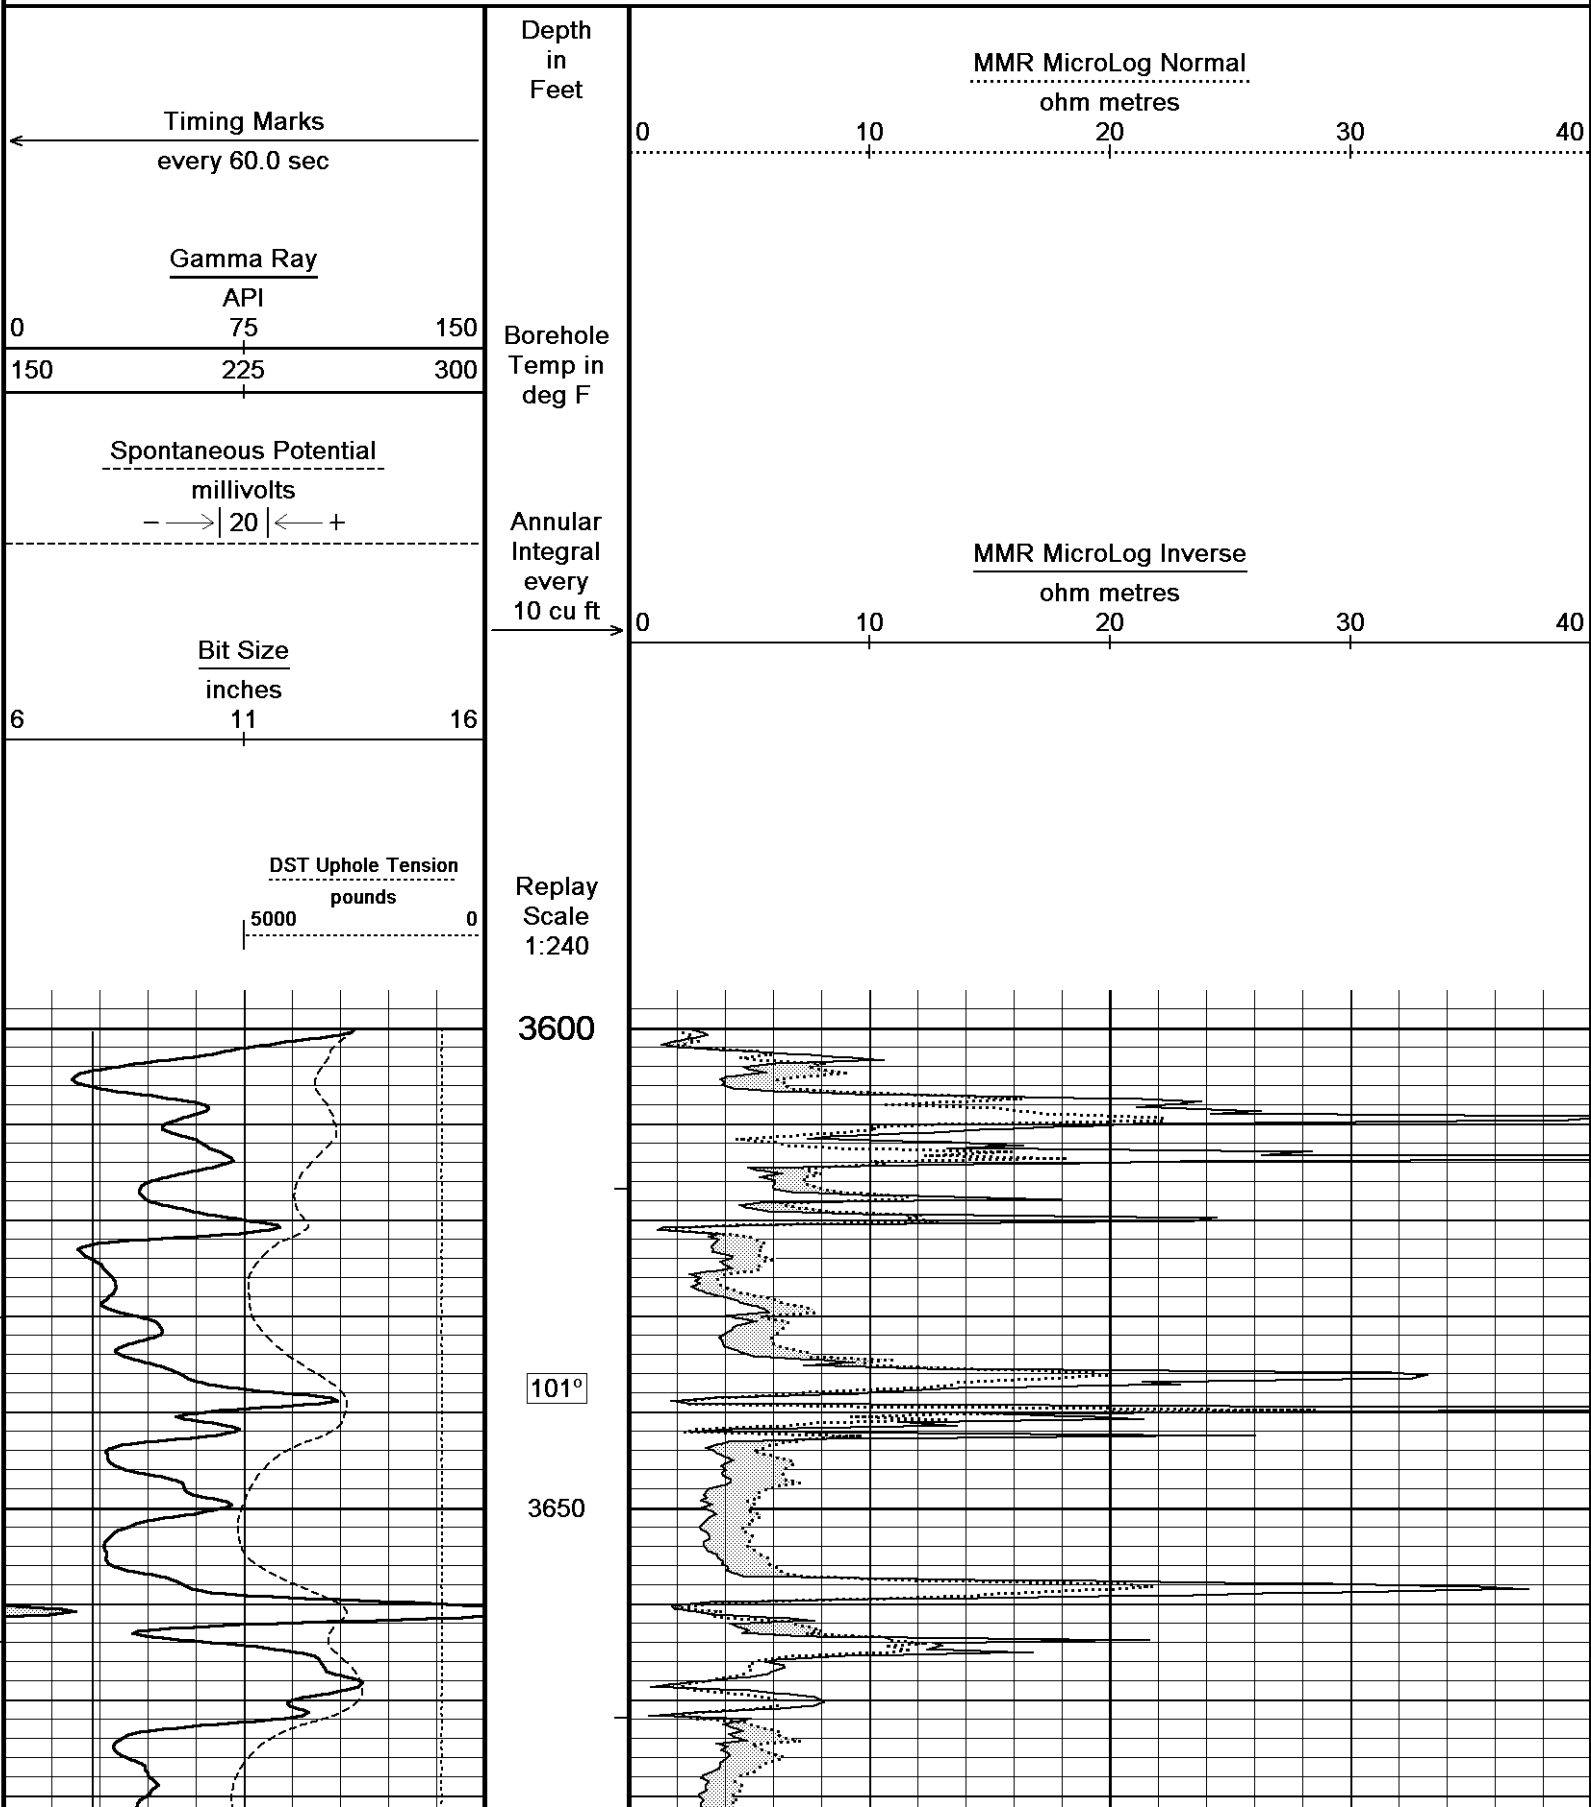 Timing Marks
every 60.0 sec
Gamma Ray
API
0 75 150
150 225 300
Spontaneous Potential
millivolts
− 20 +
Bit Size
inches
6 11 16
DST Uphole Tension
pounds
5000 0
Depth
in
Feet
Borehole
Temp in
deg F
Annular
Integral
every
10 cu ft
Replay
Scale
1:240
MMR MicroLog Normal
ohm metres
0 10 20 30 40
MMR MicroLog Inverse
ohm metres
0 10 20 30 40
3600
101º
3650